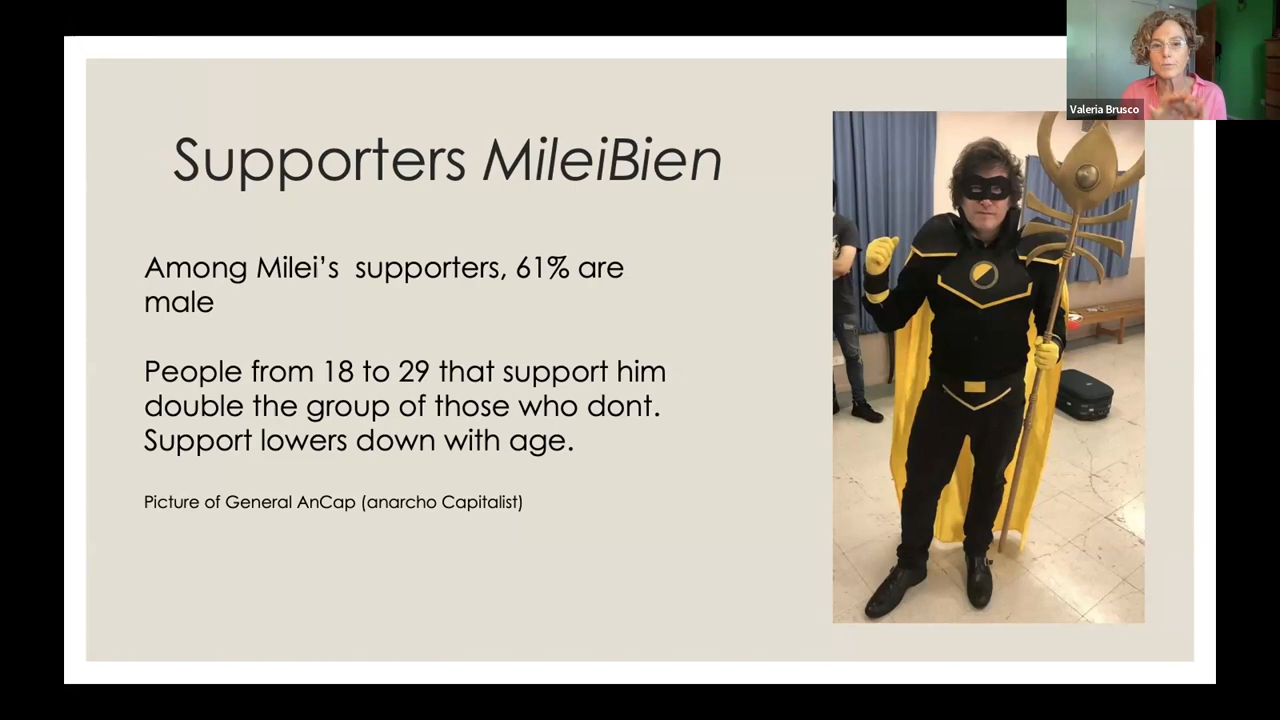 Supporters MileiBien
Among Milei’s  supporters, 61% are
male
People from 18 to 29 that support him
double the group of those who dont.
Support lowers down with age.
Picture of General AnCap (anarcho Capitalist)
Valeria Brusco